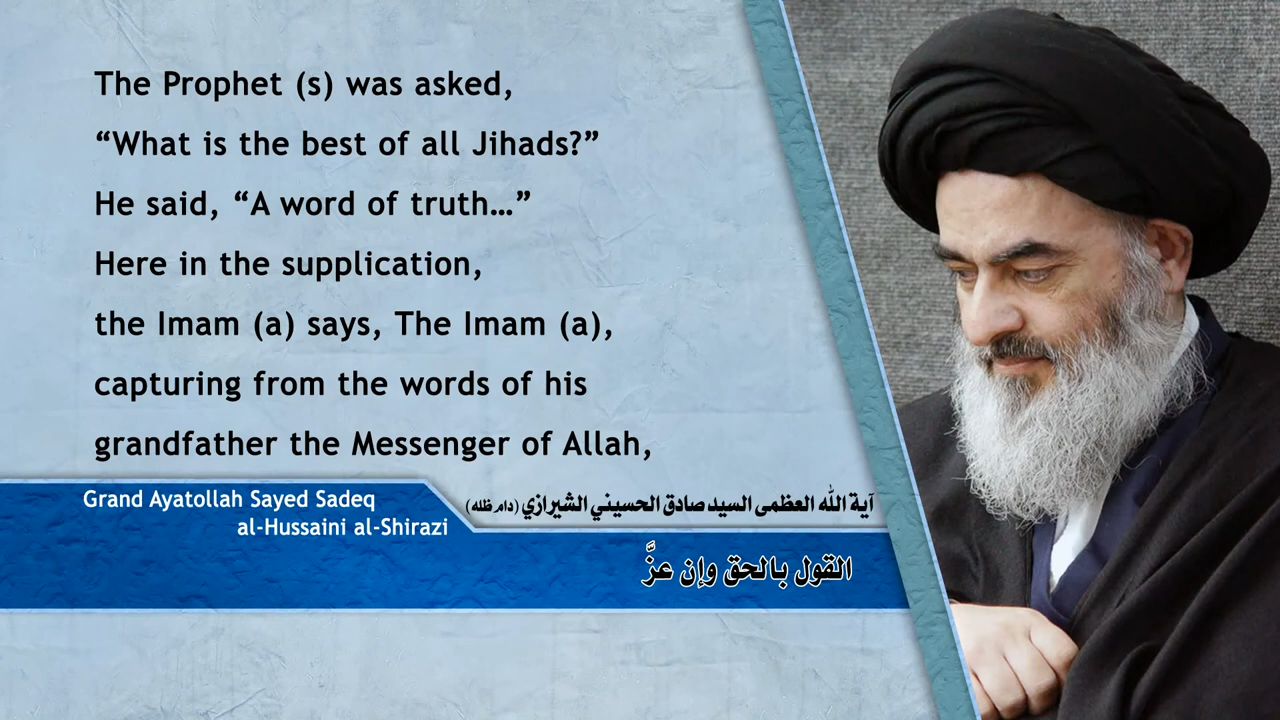 The Prophet (s) was asked,
“What is the best of all Jihads?”
He said, “A word of truth…”
Here in the supplication,
the Imam (a) says, The Imam (a),
capturing from the words of his
grandfather the Messenger of Allah,
Grand Ayatollah Sayed Sadeq
al-Hussaini al-Shirazi
آية الله العظمى السيد صادق الحسيني الشيرازي (دام ظله)
القول بالحق وإن عزَّ